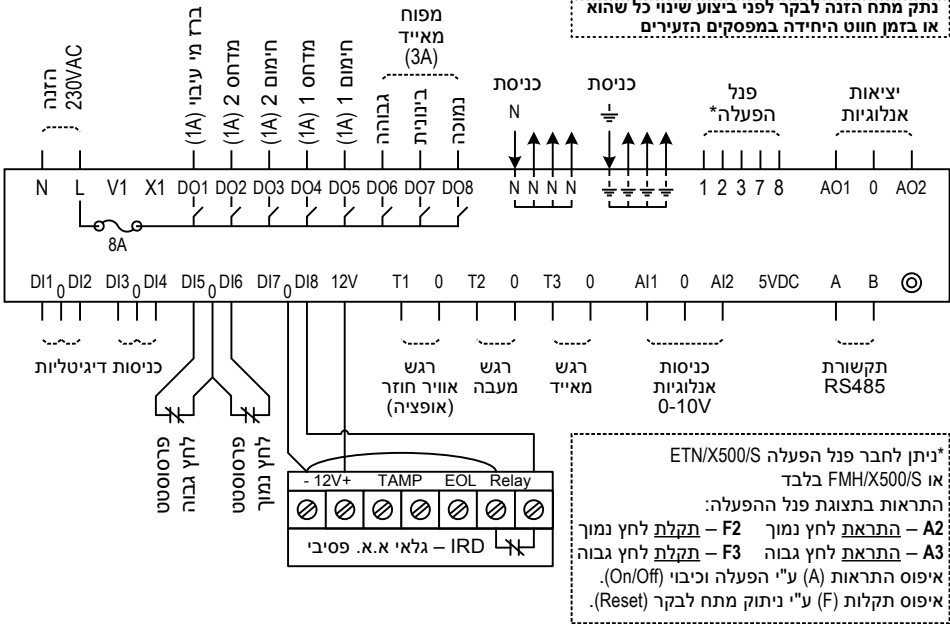 נתק מתח הזנה לבקר לפני ביצוע שינוי כל שהוא
או בזמן חווט היחידה במפסקים הזעירים
הזנה
230VAC
ברז מי עיבוי (1A)
מדחס 2 (1A)
חימום 2 (1A)
מדחס 1 (1A)
חימום 1 (1A)
מפוח
מאייד
(3A)
גבוהה
בינונית
נמוכה
כניסת
N
כניסת
פנל
הפעלה*
יציאות
אנלוגיות
N L V1 X1 DO1 DO2 DO3 DO4 DO5 DO6 DO7 DO8 N N N N 1 2 3 7 8 AO1 0 AO2
8A
DI1 0 DI2 DI3 0 DI4 DI5 0 DI6 DI7 0 DI8 12V T1 0 T2 0 T3 0 AI1 0 AI2 5VDC A B
כניסות דיגיטליות
פרסוסטט
לחץ גבוה
פרסוסטט
לחץ נמוך
רגש
אוויר חוזר
(אופציה)
רגש
מעבה
רגש
מאייד
כניסות
אנלוגיות
0-10V
תקשורת
RS485
- 12V+ TAMP EOL Relay
IRD – גלאי א.א. פסיבי
*ניתן לחבר פנל הפעלה ETN/X500/S
או FMH/X500/S בלבד
התראות בתצוגת פנל ההפעלה:
A2 – התראת לחץ נמוך F2 – תקלת לחץ נמוך
A3 – התראת לחץ גבוה F3 – תקלת לחץ גבוה
איפוס התראות (A) ע"י הפעלה וכיבוי (On/Off).
איפוס תקלות (F) ע"י ניתוק מתח לבקר (Reset).